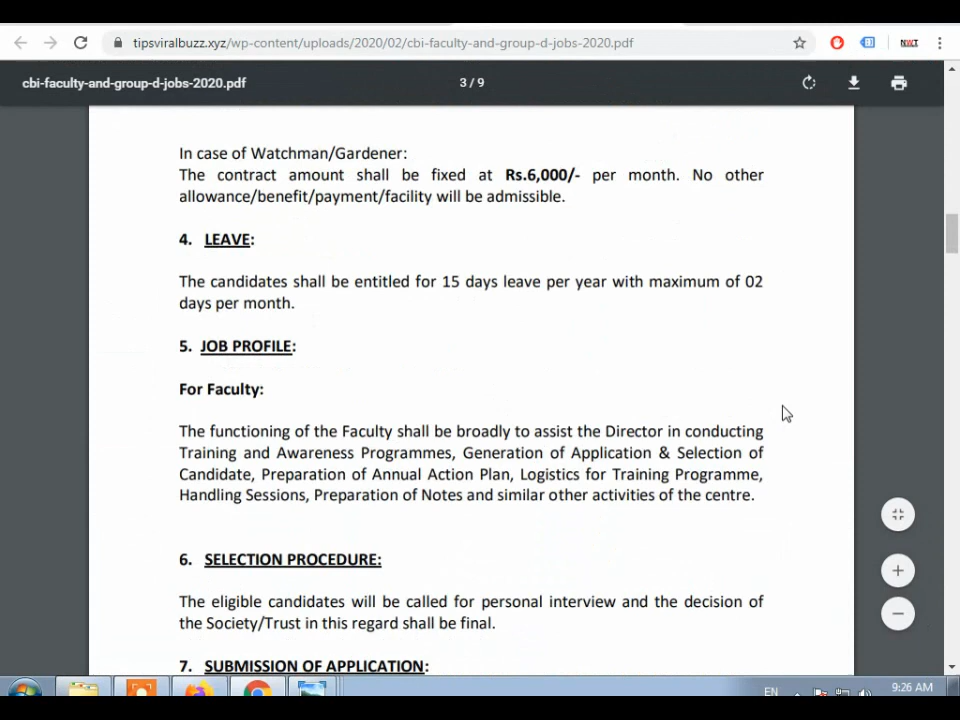 tipsviralbuzz.xyz/wp-content/uploads/2020/02/cbi-faculty-and-group-d-jobs-2020.pdf
cbi-faculty-and-group-d-jobs-2020.pdf 3 / 9
In case of Watchman/Gardener:
The contract amount shall be fixed at Rs.6,000/- per month. No other
allowance/benefit/payment/facility will be admissible.
4. LEAVE:
The candidates shall be entitled for 15 days leave per year with maximum of 02
days per month.
5. JOB PROFILE:
For Faculty:
The functioning of the Faculty shall be broadly to assist the Director in conducting
Training and Awareness Programmes, Generation of Application & Selection of
Candidate, Preparation of Annual Action Plan, Logistics for Training Programme,
Handling Sessions, Preparation of Notes and similar other activities of the centre.
6. SELECTION PROCEDURE:
The eligible candidates will be called for personal interview and the decision of
the Society/Trust in this regard shall be final.
7. SUBMISSION OF APPLICATION:
EN 9:26 AM